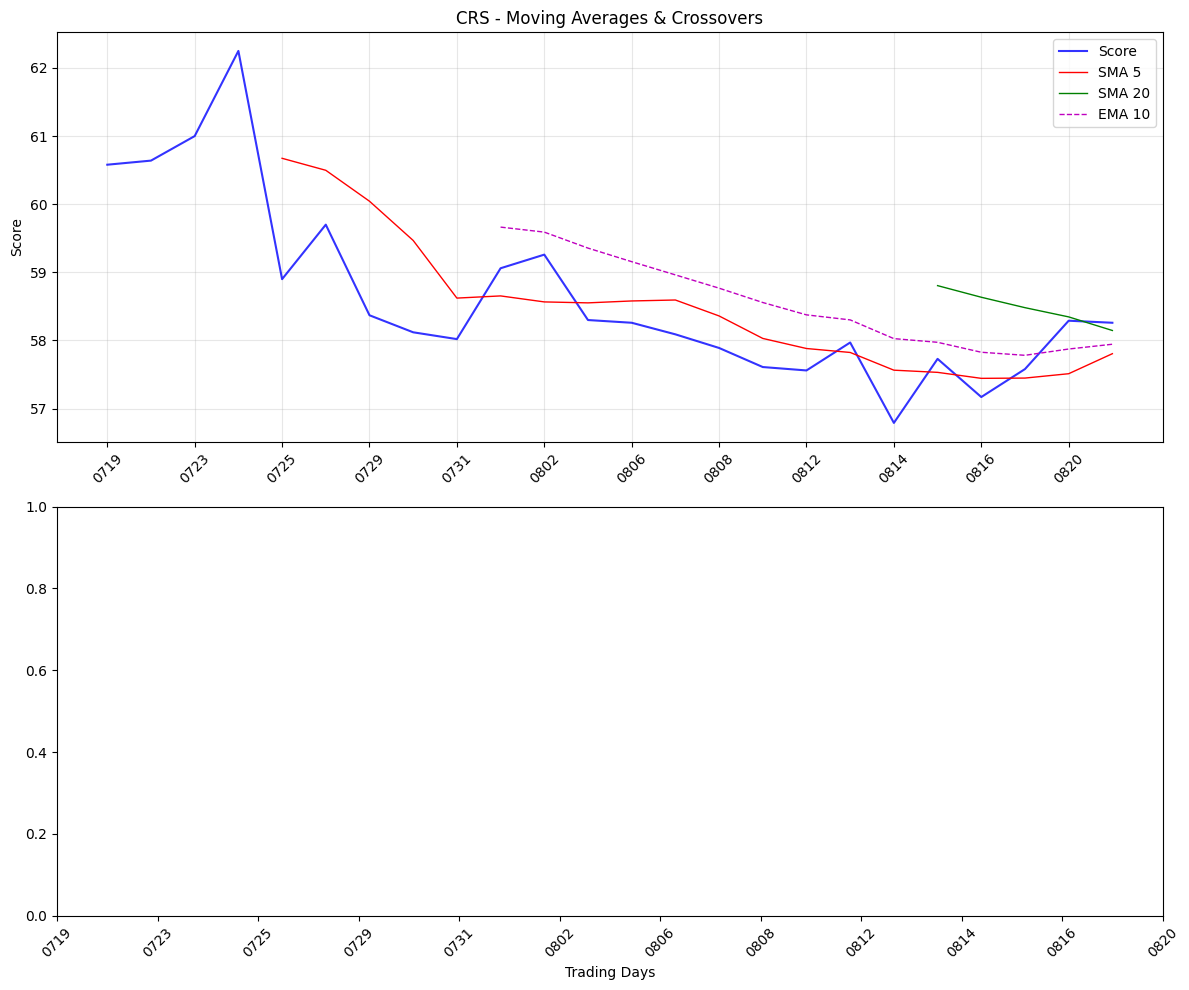 CRS - Moving Averages & Crossovers
Score
62
61
60
59
58
57
Score
SMA 5
SMA 20
EMA 10
0719 0723 0725 0729 0731 0802 0806 0808 0812 0814 0816 0820
1.0
0.8
0.6
0.4
0.2
0.0
0719 0723 0725 0729 0731 0802 0806 0808 0812 0814 0816 0820
Trading Days